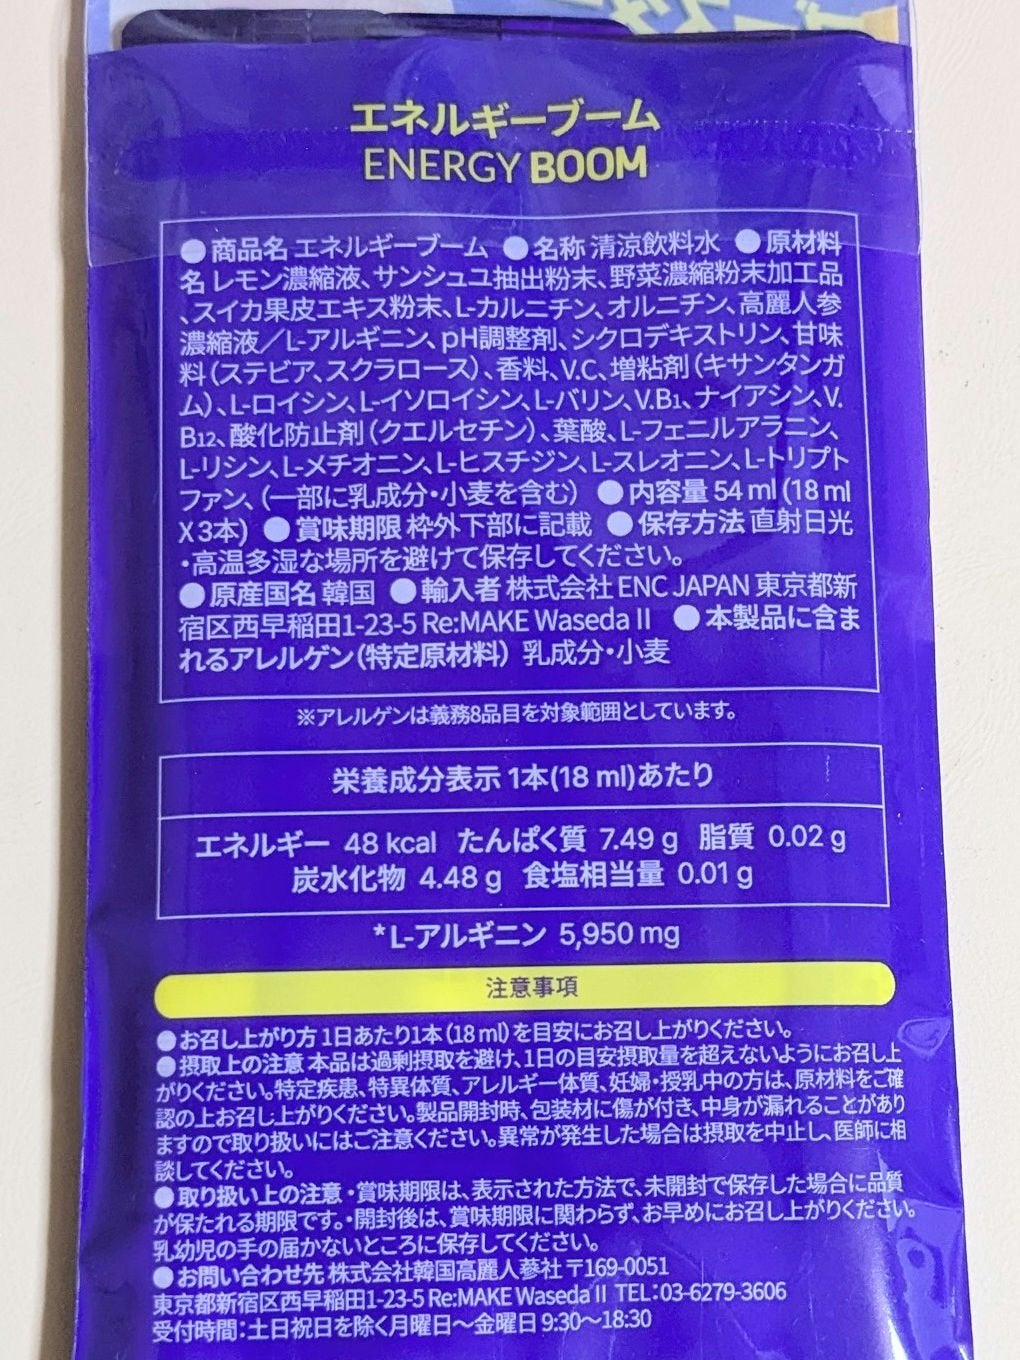 エネルギーブーム
ENERGY BOOM
●商品名 エネルギーブーム ●名称 清涼飲料水 ●原材料
名 レモン濃縮液、サンシュユ抽出粉末、野菜濃縮粉末加工品
、スイカ果皮エキス粉末、L-カルニチン、オルニチン、高麗人参
濃縮液／L-アルギニン、pH調整剤、シクロデキストリン、甘味
料（ステビア、スクラロース）、香料、V.C、増粘剤（キサンタンガ
ム）、L-ロイシン、L-イソロイシン、L-バリン、V.B1、ナイアシン、V.
B12、酸化防止剤（クエルセチン）、葉酸、L-フェニルアラニン、
L-リシン、L-メチオニン、L-ヒスチジン、L-スレオニン、L-トリプト
ファン、（一部に乳成分・小麦を含む） ●内容量 54 ml (18 ml
X 3本) ●賞味期限 枠外下部に記載 ●保存方法 直射日光
・高温多湿な場所を避けて保存してください。
●原産国名 韓国 ●輸入者 株式会社 ENC JAPAN 東京都新
宿区西早稲田1-23-5 Re:MAKE Waseda II ●本製品に含ま
れるアレルゲン（特定原材料） 乳成分・小麦
※アレルゲンは義務8品目を対象範囲としています。
栄養成分表示 1本(18 ml)あたり
エネルギー 48 kcal たんぱく質 7.49 g 脂質 0.02 g
炭水化物 4.48 g 食塩相当量 0.01 g
*L-アルギニン 5,950 mg
注意事項
●お召し上がり方 1日あたり1本（18 ml）を目安にお召し上がりください。
●摂取上の注意 本品は過剰摂取を避け、1日の目安摂取量を超えないようにお召し上
がりください。特定疾患、特異体質、アレルギー体質、妊婦・授乳中の方は、原材料をご確
認の上お召し上がりください。製品開封時、包装材に傷が付き、中身が漏れることがあり
ますので取り扱いにはご注意ください。異常が発生した場合は摂取を中止し、医師に相
談してください。
●取り扱い上の注意 ・賞味期限は、表示された方法で、未開封で保存した場合に品質
が保たれる期限です。・開封後は、賞味期限に関わらず、お早めにお召し上がりください。
乳幼児の手の届かないところに保存してください。
●お問い合わせ先 株式会社韓国高麗人蔘社 〒169-0051
東京都新宿区西早稲田1-23-5 Re:MAKE Waseda II TEL：03-6279-3606
受付時間：土日祝日を除く月曜日～金曜日 9:30～18:30